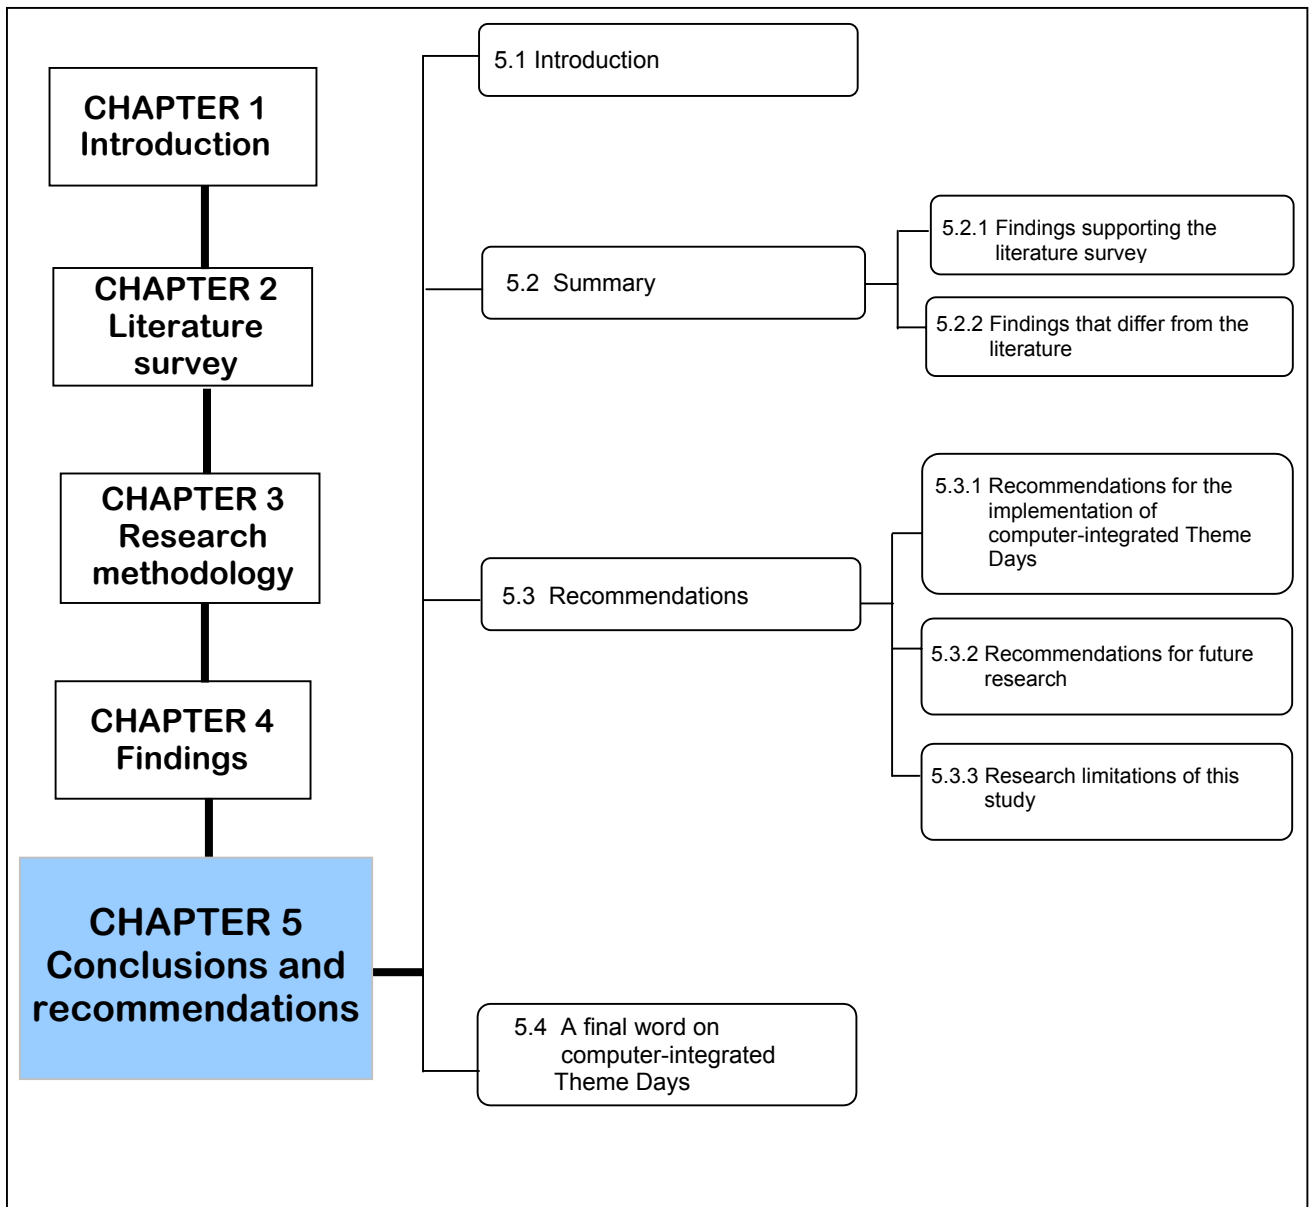 CHAPTER 1
Introduction
CHAPTER 2
Literature
survey
CHAPTER 3
Research
methodology
CHAPTER 4
Findings
CHAPTER 5
Conclusions and
recommendations
5.1 Introduction
5.2 Summary
5.2.1 Findings supporting the
literature survey
5.2.2 Findings that differ from the
literature
5.3 Recommendations
5.3.1 Recommendations for the
implementation of
computer-integrated Theme
Days
5.3.2 Recommendations for future
research
5.3.3 Research limitations of this
study
5.4 A final word on
computer-integrated
Theme Days